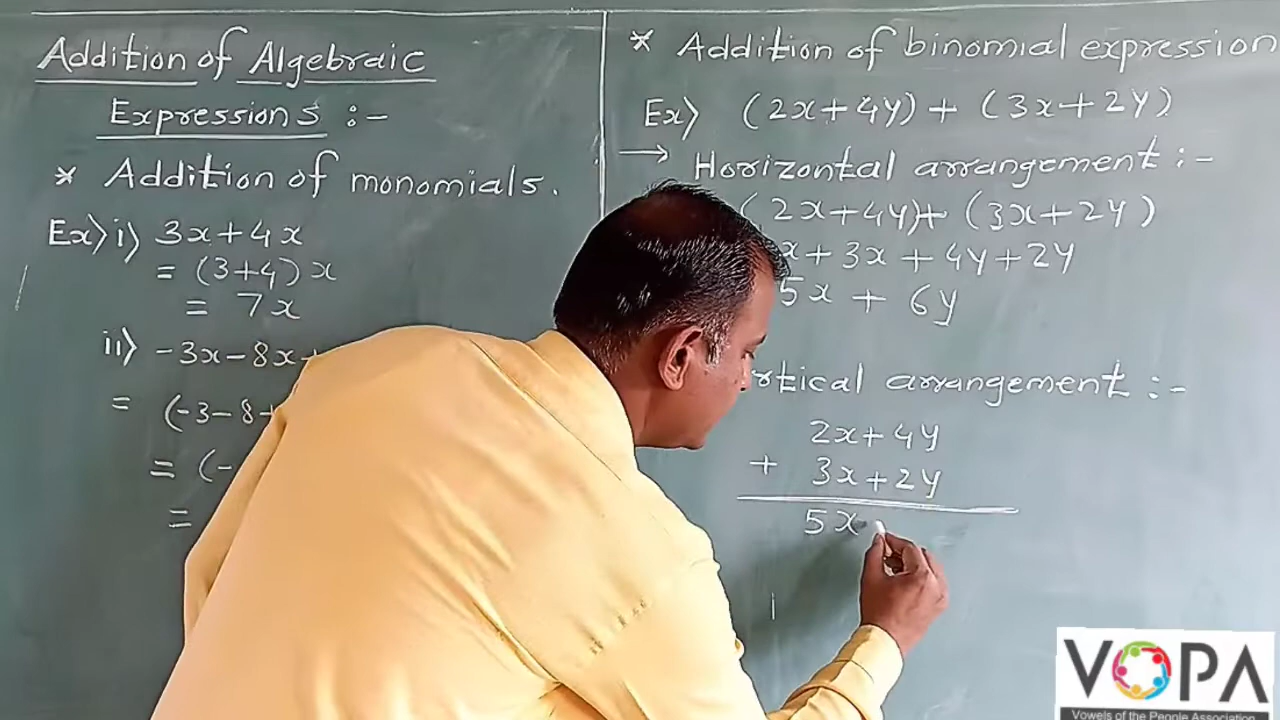 Addition of Algebraic
Expressions :-
* Addition of monomials.
Ex> i) 3x + 4x
= (3+4) x
= 7x
ii) -3x - 8x
= (-3 - 8
= (-
=
* Addition of binomial expression
Ex> (2x + 4y) + (3x + 2y)
→ Horizontal arrangement :-
(2x + 4y) + (3x + 2y)
x + 3x + 4y + 2y
5x + 6y
rtical arrangement :-
2x + 4y
+ 3x + 2y
5x
VOPA
Vowels of the People Association